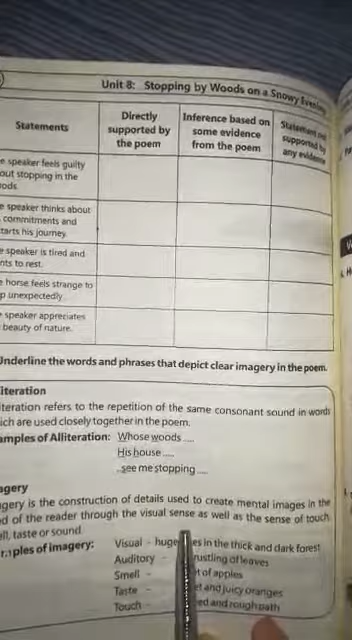 Unit 8: Stopping by Woods on a Snowy Evening
Statements
Directly supported by the poem
Inference based on some evidence from the poem
Statement not supported by any evidence
e speaker feels guilty
out stopping in the
ods
e speaker thinks about
commitments and
tarts his journey.
e speaker is tired and
nts to rest.
e horse feels strange to
p unexpectedly.
speaker appreciates
beauty of nature.
Underline the words and phrases that depict clear imagery in the poem.
iteration
iteration refers to the repetition of the same consonant sound in words
ich are used closely together in the poem.
amples of Alliteration: Whose woods ....
His house ....
..see me stopping ....
agery
gery is the construction of details used to create mental images in the
d of the reader through the visual sense as well as the sense of touch,
ell, taste or sound.
ples of imagery: Visual - huge es in the thick and dark forest
Auditory - rustling of leaves
Smell - t of apples
Taste - et and juicy oranges
Touch - ed and rough path